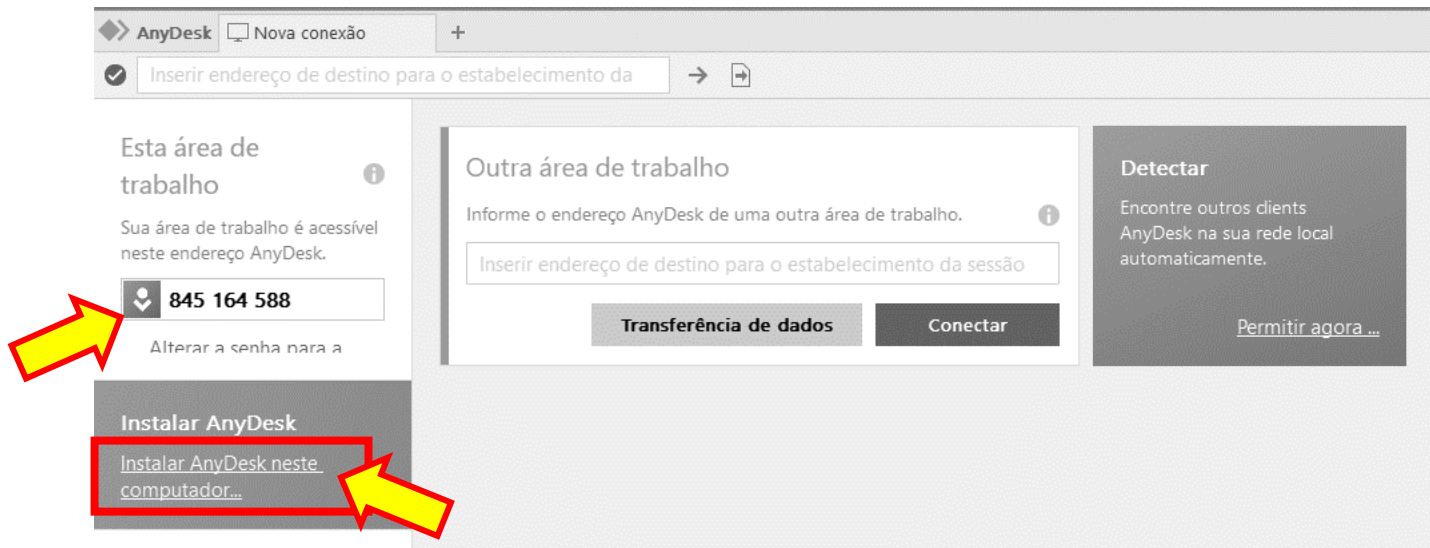 AnyDesk
Nova conexão
+
Inserir endereço de destino para o estabelecimento da
Esta área de
trabalho
Sua área de trabalho é acessível
neste endereço AnyDesk.
845 164 588
Alterar a senha para a
Instalar AnyDesk
Instalar AnyDesk neste
computador...
Outra área de trabalho
Informe o endereço AnyDesk de uma outra área de trabalho.
Inserir endereço de destino para o estabelecimento da sessão
Transferência de dados
Conectar
Detectar
Encontre outros clients
AnyDesk na sua rede local
automaticamente.
Permitir agora ...